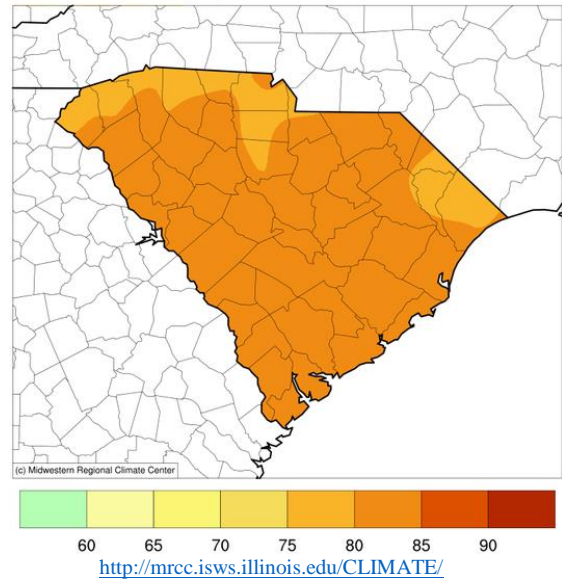 (c) Midwestern Regional Climate Center
60 65 70 75 80 85 90
http://mrcc.isws.illinois.edu/CLIMATE/